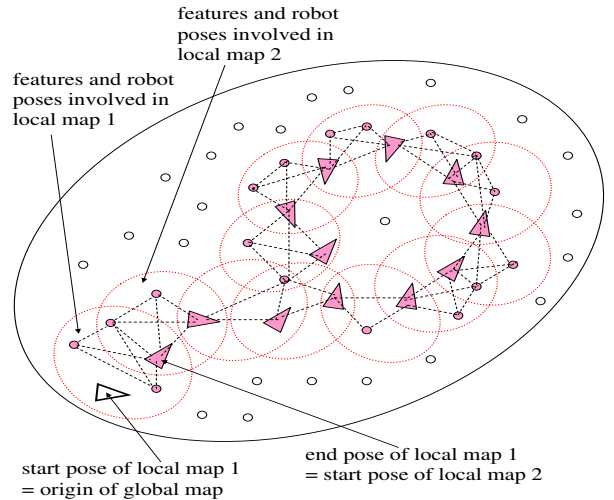 features and robot
poses involved in
local map 2
features and robot
poses involved in
local map 1
end pose of local map 1
= start pose of local map 2
start pose of local map 1
= origin of global map